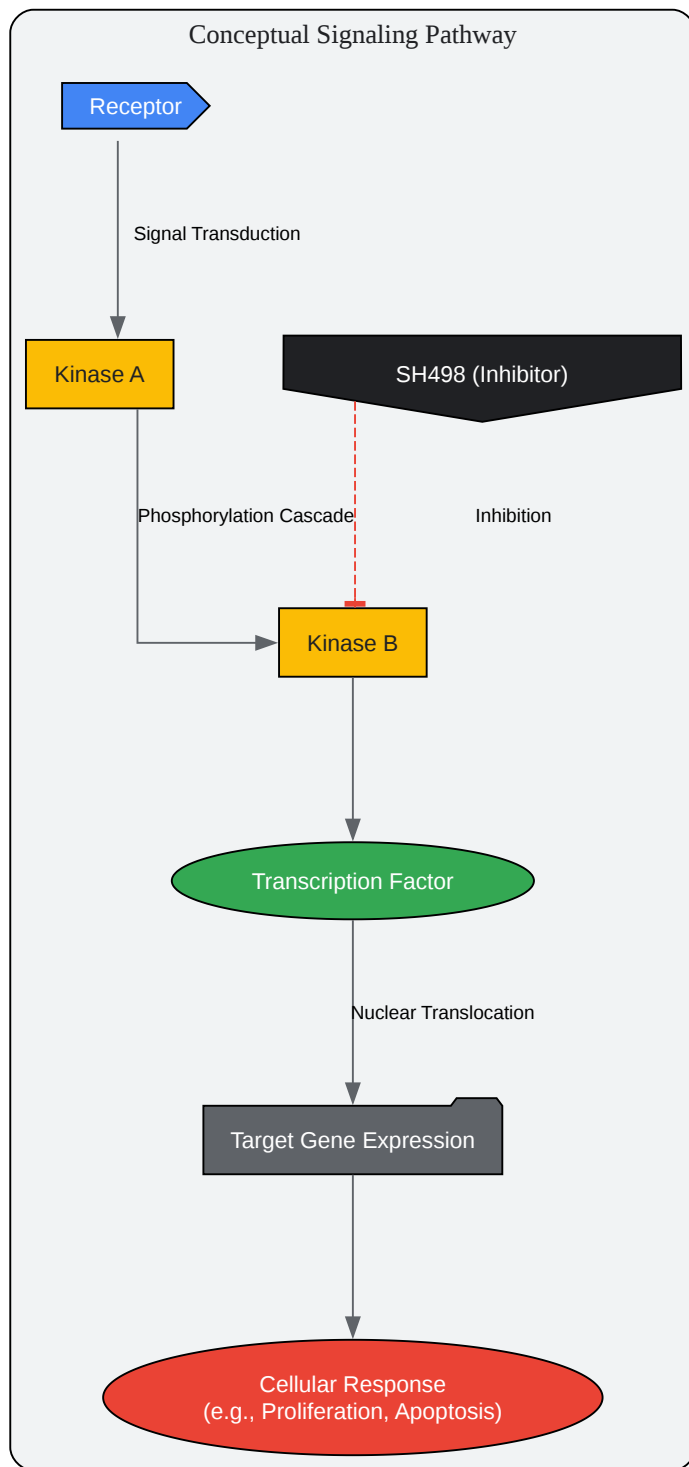 Conceptual Signaling Pathway
Receptor
Signal Transduction
Kinase A
SH498 (Inhibitor)
Phosphorylation Cascade
Inhibition
Kinase B
Transcription Factor
Nuclear Translocation
Target Gene Expression
Cellular Response
(e.g., Proliferation, Apoptosis)